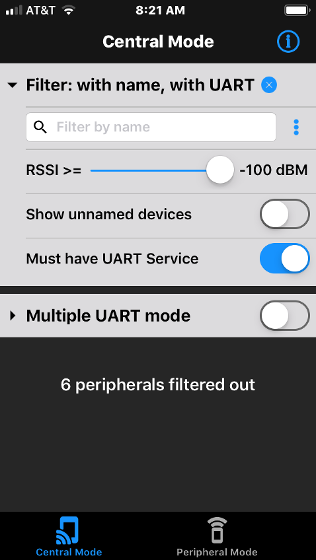 AT&T 8:21 AM
Central Mode
Filter: with name, with UART
Filter by name
RSSI >= -100 dBM
Show unnamed devices
Must have UART Service
Multiple UART mode
6 peripherals filtered out
Central Mode Peripheral Mode